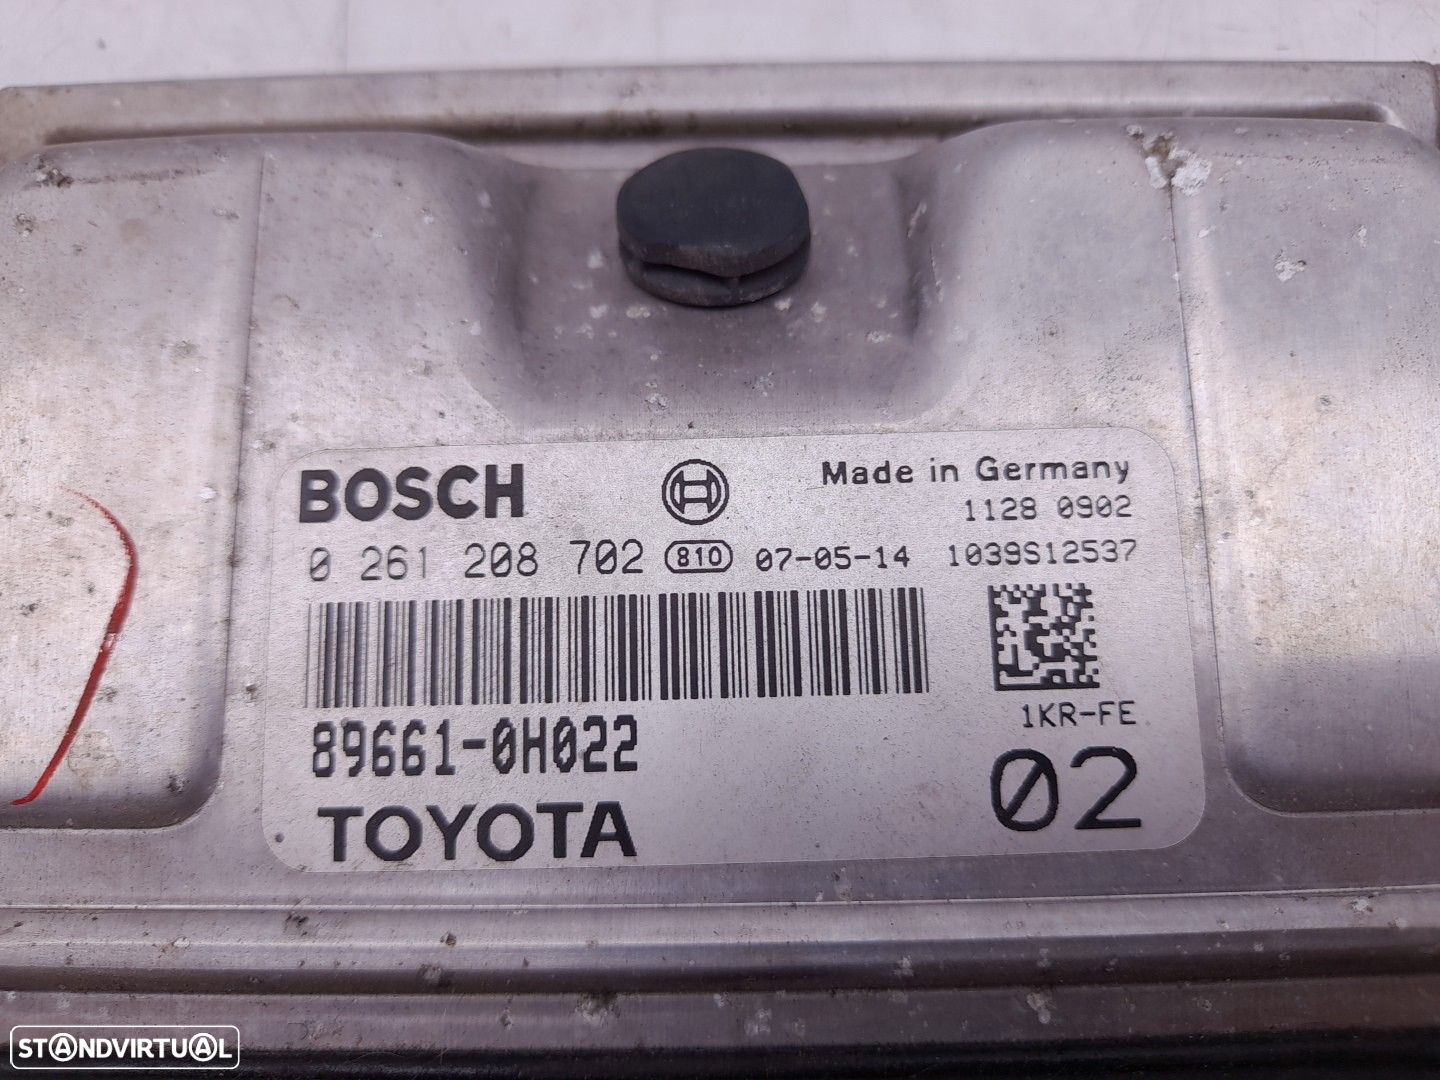 BOSCH
Made in Germany
1128 0902
0 261 208 702 810 07-05-14 1039S12537
89661-0H022
1KR-FE
TOYOTA
02
STANDVIRTUAL